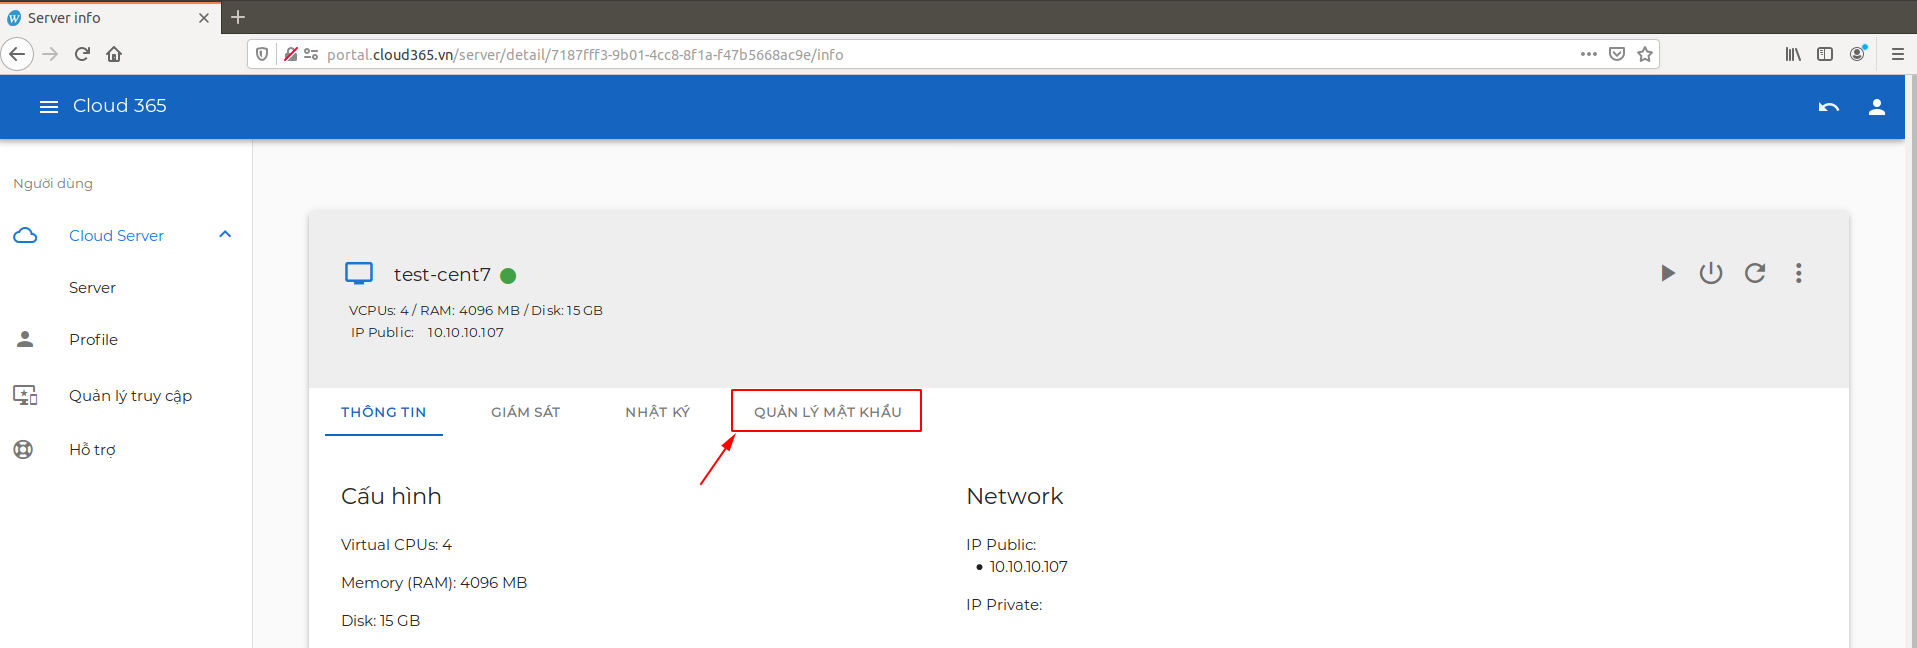 Server info
portal.cloud365.vn/server/detail/7187fff3-9b01-4cc8-8f1a-f47b5668ac9e/info
Cloud 365
Người dùng
Cloud Server
Server
Profile
Quản lý truy cập
Hỗ trợ
test-cent7
VCPUs: 4 / RAM: 4096 MB / Disk: 15 GB
IP Public: 10.10.10.107
THÔNG TIN GIÁM SÁT NHẬT KÝ QUẢN LÝ MẬT KHẨU
Cấu hình
Virtual CPUs: 4
Memory (RAM): 4096 MB
Disk: 15 GB
Network
IP Public:
• 10.10.10.107
IP Private: